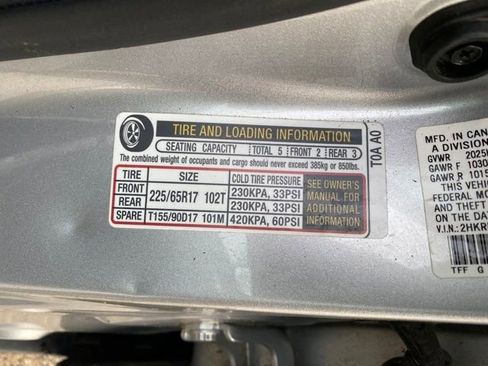 TIRE AND LOADING INFORMATION
SEATING CAPACITY TOTAL 5 FRONT 2 REAR 3
The combined weight of occupants and cargo should never exceed 385kg or 850lbs.
TIRE SIZE COLD TIRE PRESSURE
FRONT 225/65R17 102T 230KPA, 33PSI
REAR 230KPA, 33PSI
SPARE T155/90D17 101M 420KPA, 60PSI
SEE OWNER'S
MANUAL FOR
ADDITIONAL
INFORMATION
T0A A0
MFD. IN CAN
A DIVISION
GVWR 2025
GAWR F 1030
GAWR R 1015
THIS VEHI
FEDERAL MO
AND THEFT
ON THE DA
V.I.N.: 2HKR
TFF G